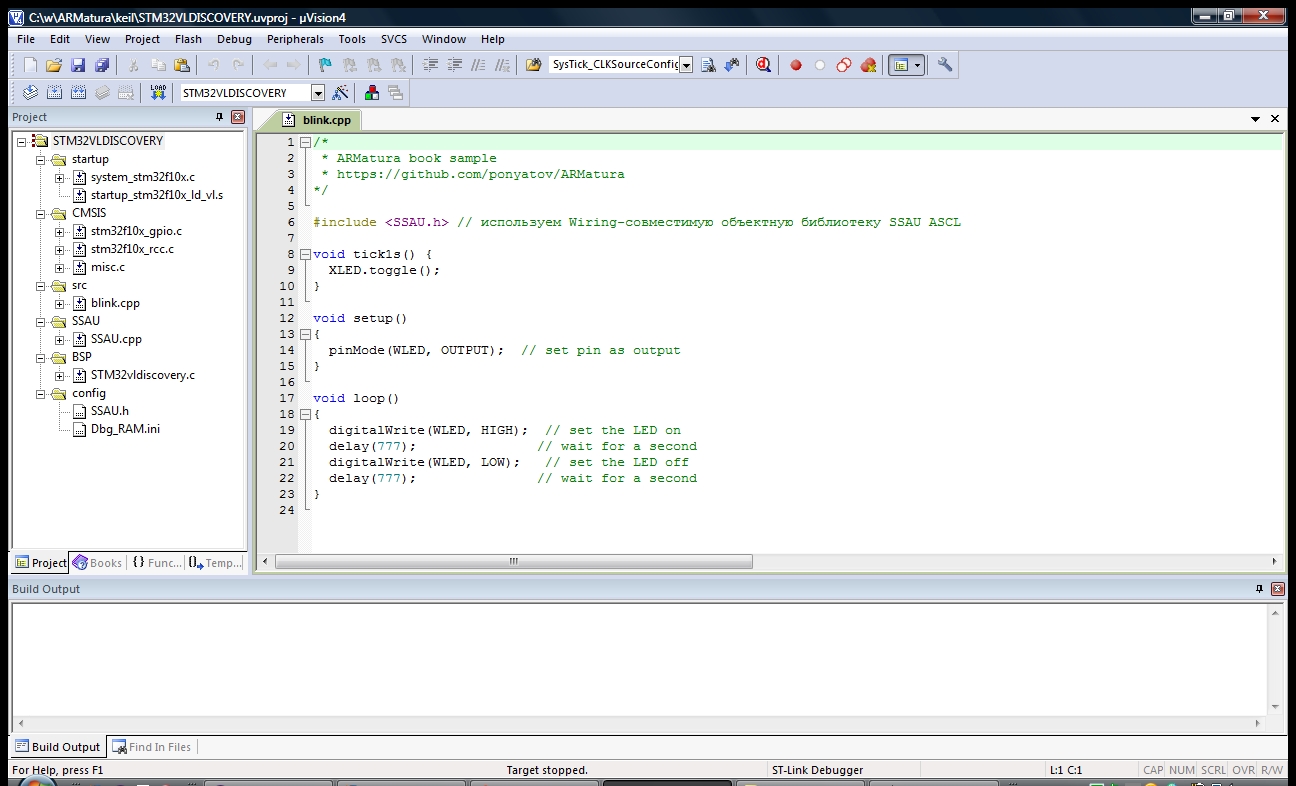 C:\w\ARMatura\keil\STM32VLDISCOVERY.uvproj - µVision4
File Edit View Project Flash Debug Peripherals Tools SVCS Window Help
SysTick_CLKSourceConfig
LOAD STM32VLDISCOVERY
Project
blink.cpp
STM32VLDISCOVERY
startup
system_stm32f10x.c
startup_stm32f10x_ld_vl.s
CMSIS
stm32f10x_gpio.c
stm32f10x_rcc.c
misc.c
src
blink.cpp
SSAU
SSAU.cpp
BSP
STM32vldiscovery.c
config
SSAU.h
Dbg_RAM.ini
Project Books {} Func... Temp...
1 /*
2 * ARMatura book sample
3 * https://github.com/ponyatov/ARMatura
4 */
5
6 #include <SSAU.h> // используем Wiring-совместимую объектную библиотеку SSAU ASCL
7
8 void tick1s() {
9 XLED.toggle();
10 }
11
12 void setup()
13 {
14 pinMode(WLED, OUTPUT); // set pin as output
15 }
16
17 void loop()
18 {
19 digitalWrite(WLED, HIGH); // set the LED on
20 delay(777); // wait for a second
21 digitalWrite(WLED, LOW); // set the LED off
22 delay(777); // wait for a second
23 }
24
Build Output
Build Output Find In Files
For Help, press F1 Target stopped. ST-Link Debugger L:1 C:1 CAP NUM SCRL OVR R/W